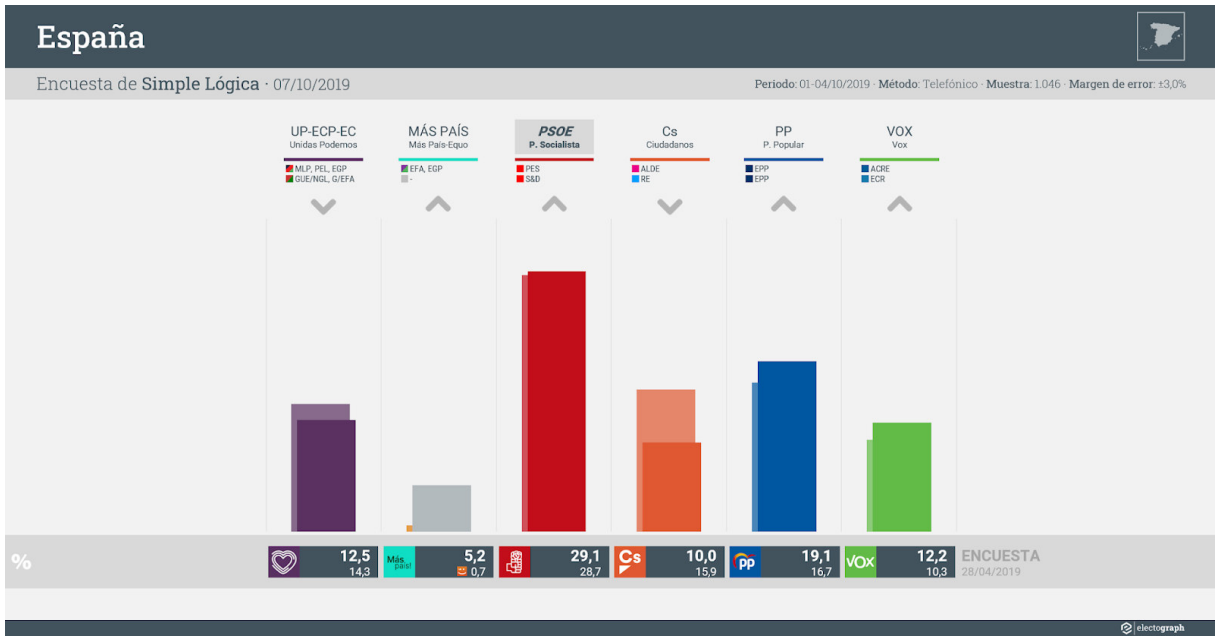 España
Encuesta de Simple Lógica · 07/10/2019
Periodo: 01-04/10/2019 · Método: Telefónico · Muestra: 1.046 · Margen de error: ±3,0%
UP-ECP-EC MÁS PAÍS PSOE Cs PP VOX
Unidas Podemos Más País-Equo P. Socialista Ciudadanos P. Popular Vox
MLP, PEL, EGP EFA, EGP PES ALDE EPP ACRE
GUE/NGL, G/EFA - S&D RE EPP ECR
% 12,5 Más país! 5,2 29,1 Cs 10,0 PP 19,1 VOX 12,2 ENCUESTA
14,3 0,7 28,7 15,9 16,7 10,3 28/04/2019
electograph